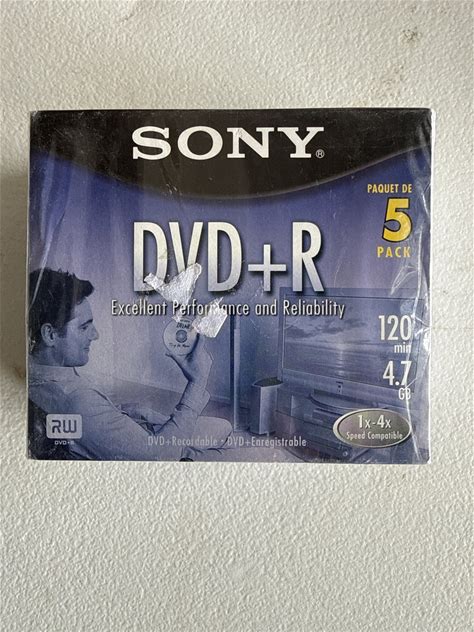 SONY®
PAQUET DE
5
PACK
DVD+R
Excellent Performance and Reliability
120
min
4.7
GB
1x-4x
Speed Compatible
RW
DVD+R
DVD+Recordable • DVD+Enregistrable